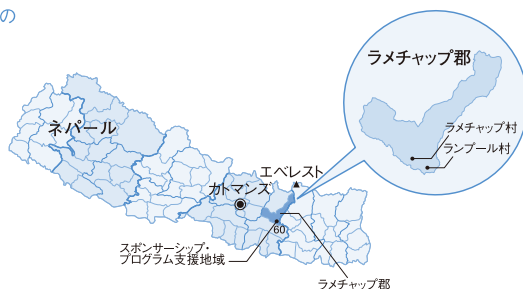 の
ラメチャップ郡
ラメチャップ村
ランプール村
ネパール
エベレスト
カトマンズ
60
スポンサーシップ・
プログラム支援地域
ラメチャップ郡